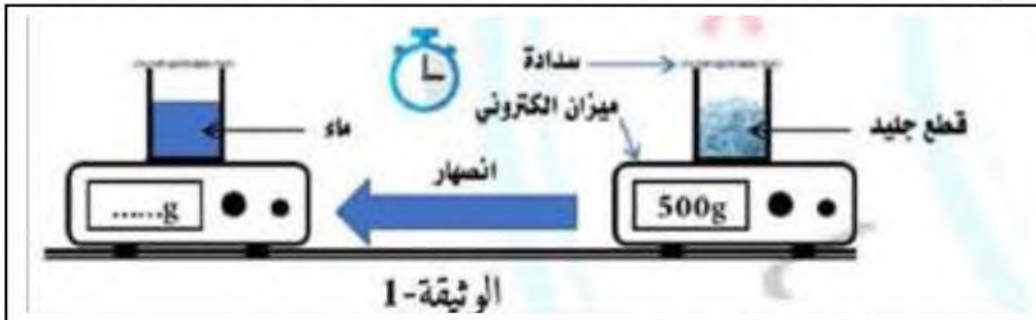 سدادة
ميزان الكتروني
قطع جليد
ماء
انصهار
500g
......g
الوثيقة-1